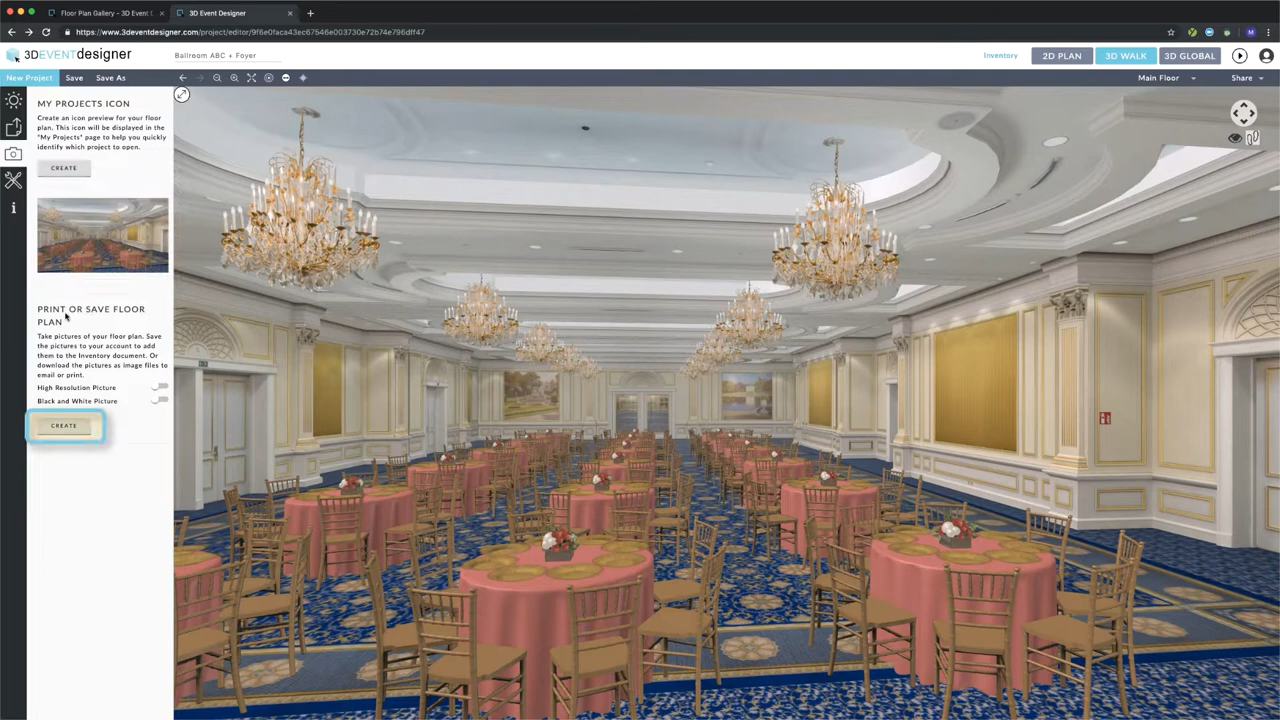 Floor Plan Gallery – 3D Event D
3D Event Designer
https://www.3deventdesigner.com/project/editor/9f6e0faca43ec67546e003730e72b74e796dff47
3DEVENTdesigner
Ballroom ABC + Foyer
Inventory
2D PLAN
3D WALK
3D GLOBAL
New Project
Save
Save As
Main Floor
Share
MY PROJECTS ICON
Create an icon preview for your floor
plan. This icon will be displayed in the
"My Projects" page to help you quickly
identify which project to open.
CREATE
PRINT OR SAVE FLOOR
PLAN
Take pictures of your floor plan. Save
the pictures to your account to add
them to the Inventory document. Or
download the pictures as image files to
email or print.
High Resolution Picture
Black and White Picture
CREATE